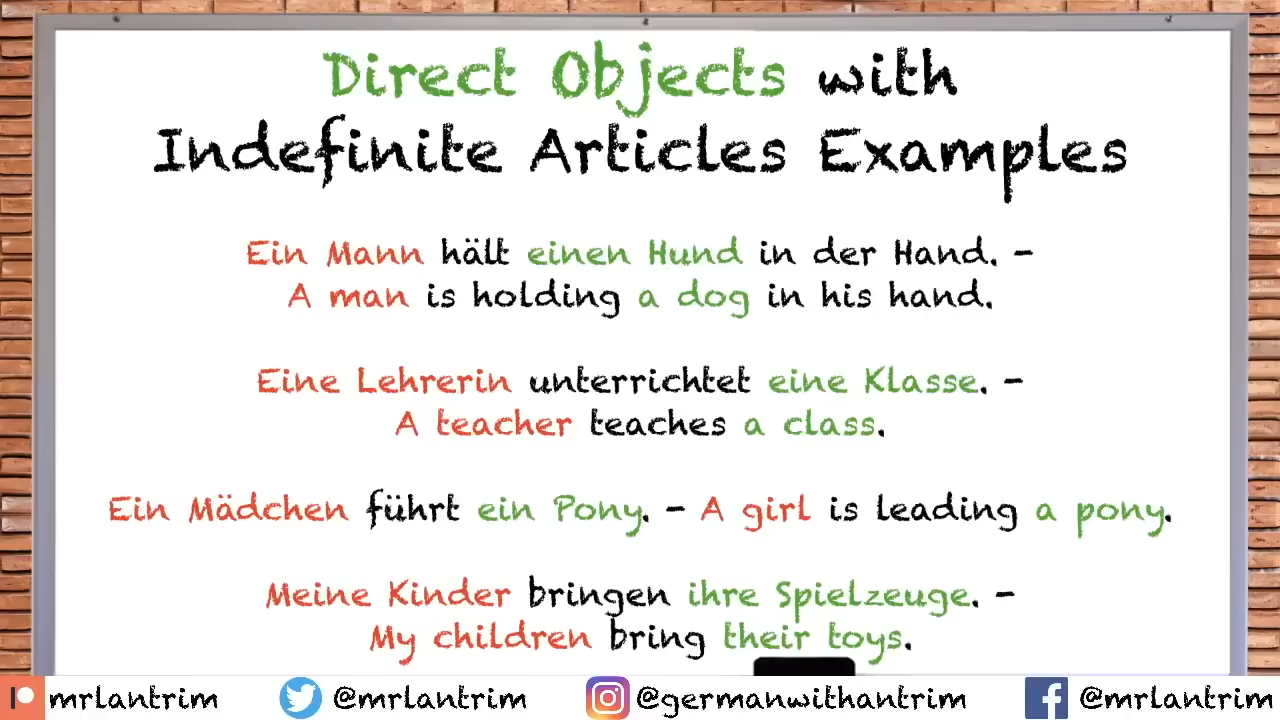 Direct Objects with
Indefinite Articles Examples
Ein Mann hält einen Hund in der Hand. -
A man is holding a dog in his hand.
Eine Lehrerin unterrichtet eine Klasse. -
A teacher teaches a class.
Ein Mädchen führt ein Pony. - A girl is leading a pony.
Meine Kinder bringen ihre Spielzeuge. -
My children bring their toys.
mrlantrim @mrlantrim @germanwithantrim @mrlantrim